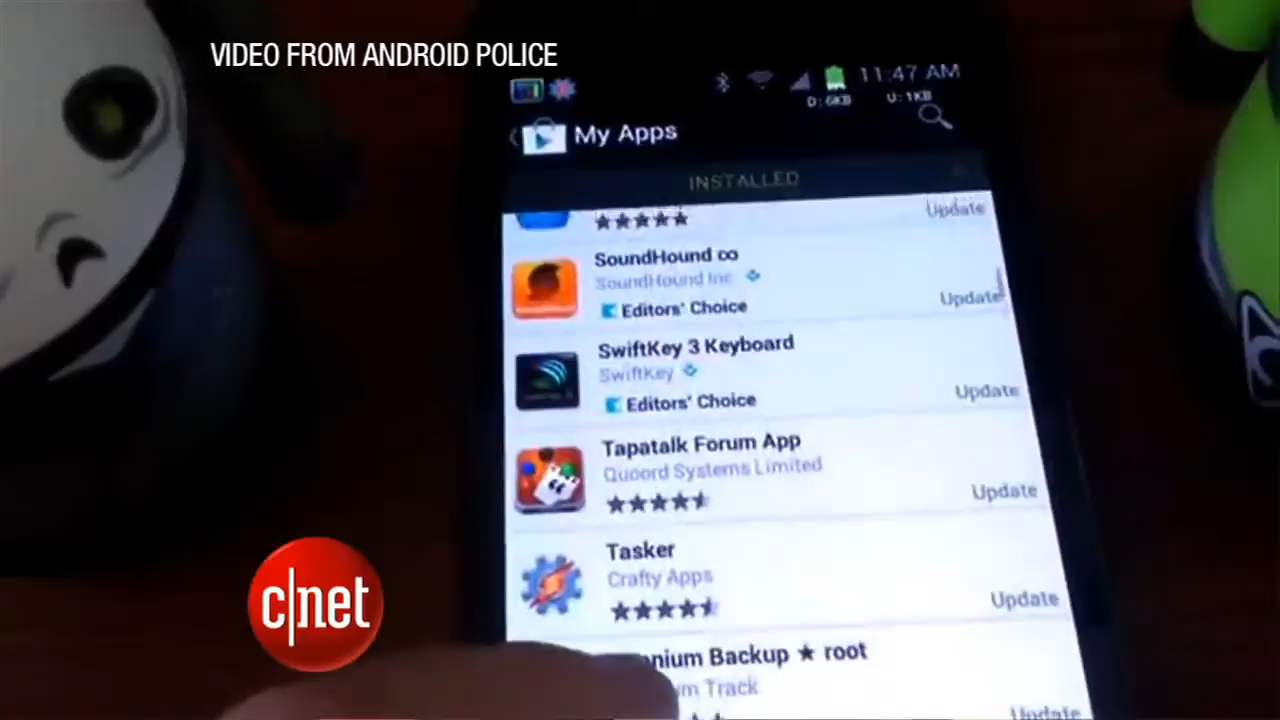 VIDEO FROM ANDROID POLICE
11:47 AM
D:6KB U:1KB
My Apps
INSTALLED
Update
SoundHound ∞
SoundHound Inc.
Editors' Choice
Update
SwiftKey 3 Keyboard
SwiftKey
Editors' Choice
Update
Tapatalk Forum App
Quoord Systems Limited
Update
Tasker
Crafty Apps
Update
Backup ★ root
Track
Update
c|net